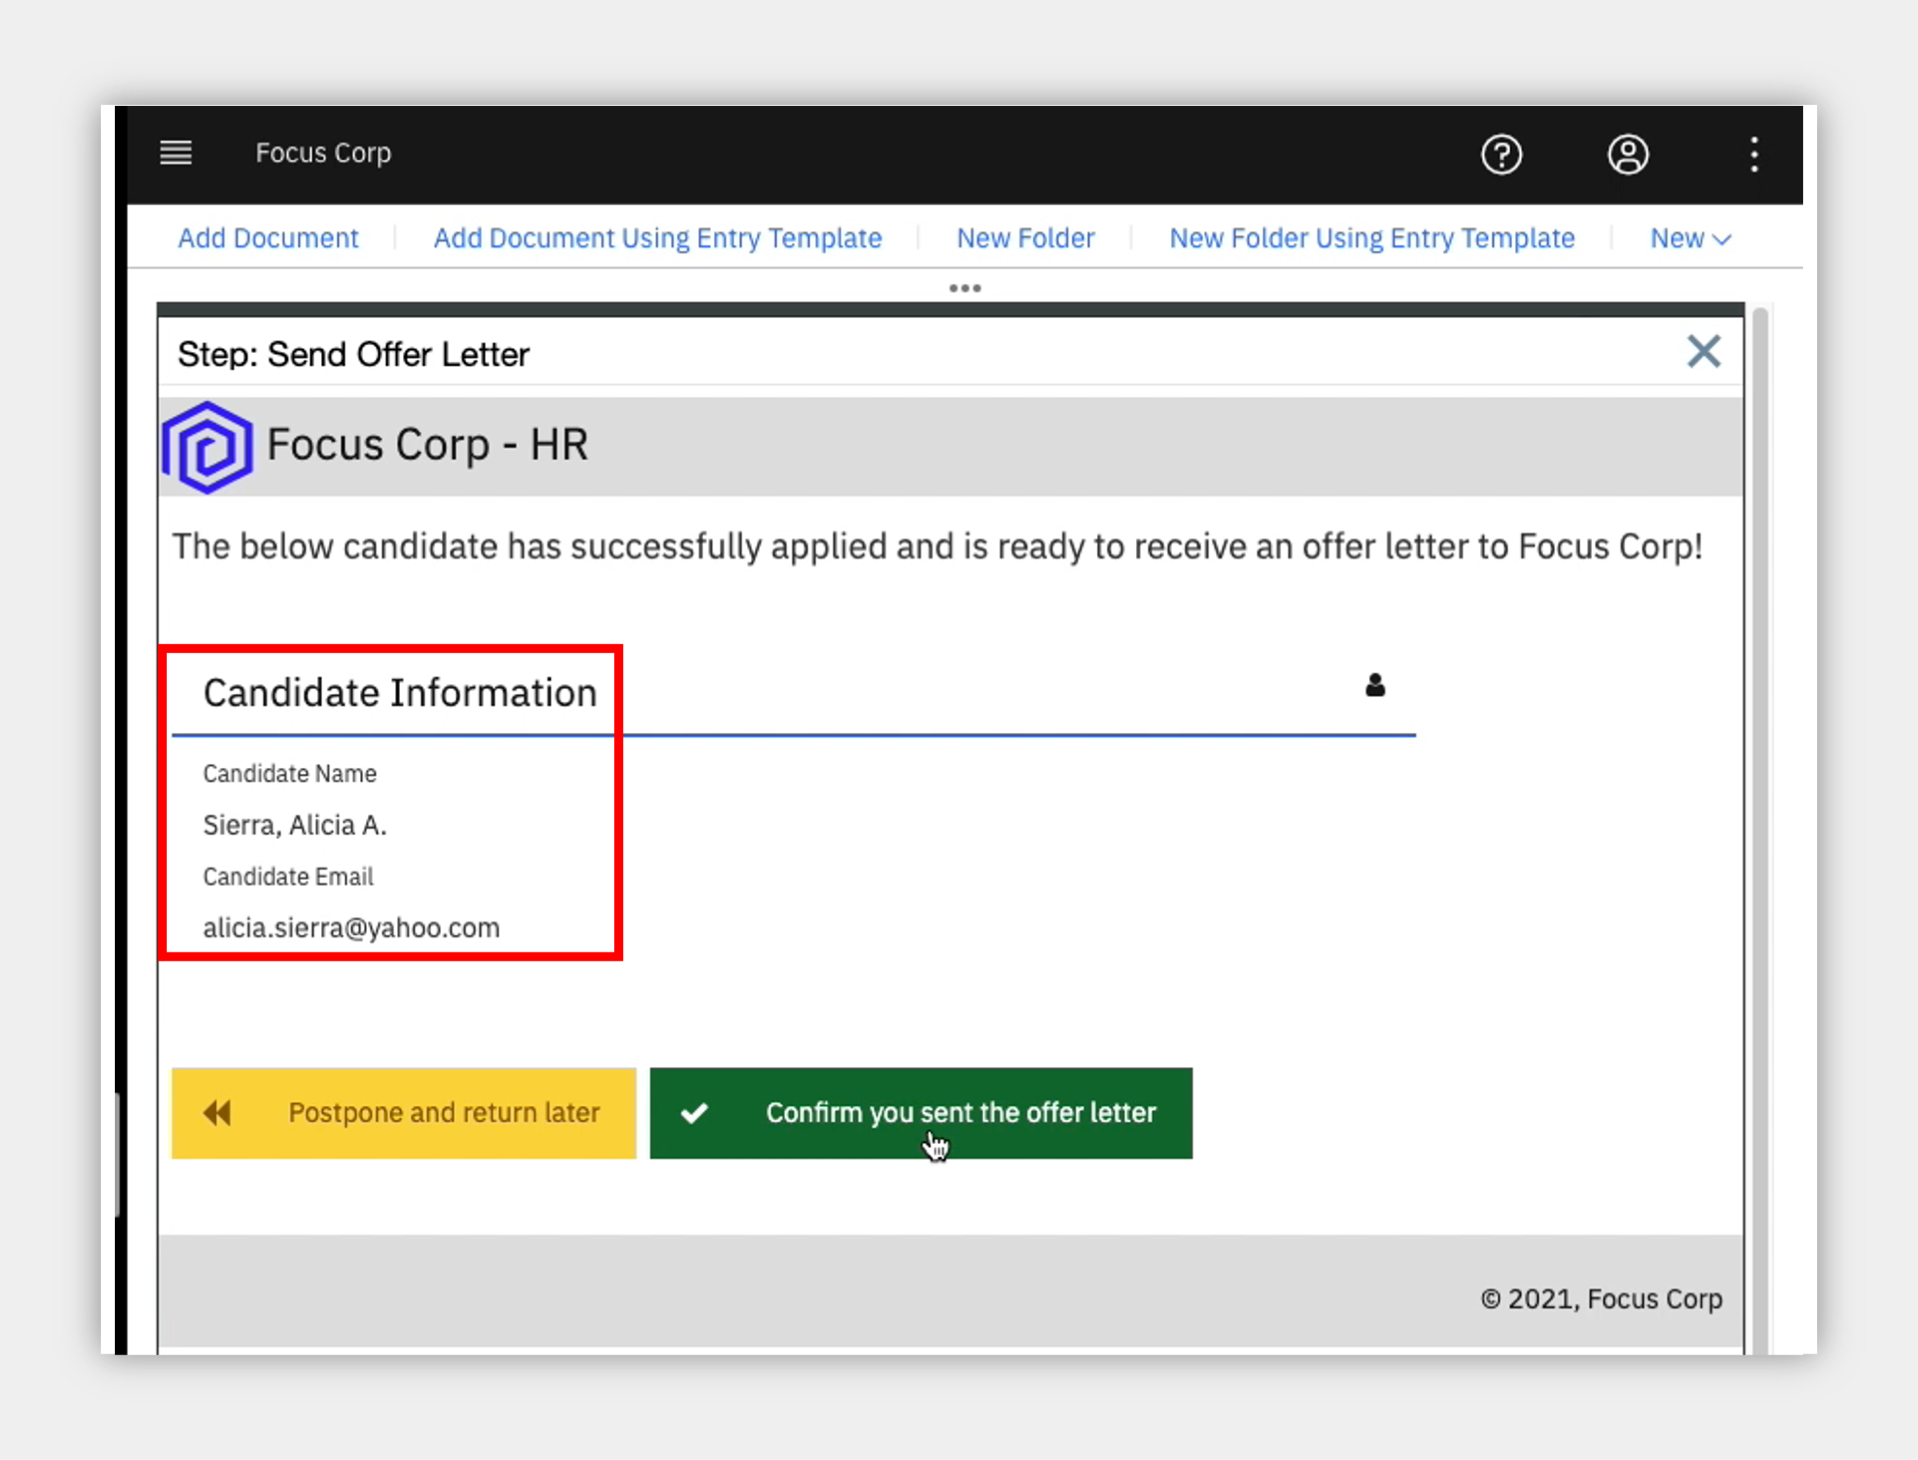 Focus Corp
Add Document Add Document Using Entry Template New Folder New Folder Using Entry Template New
Step: Send Offer Letter
Focus Corp - HR
The below candidate has successfully applied and is ready to receive an offer letter to Focus Corp!
Candidate Information
Candidate Name
Sierra, Alicia A.
Candidate Email
alicia.sierra@yahoo.com
Postpone and return later Confirm you sent the offer letter
© 2021, Focus Corp